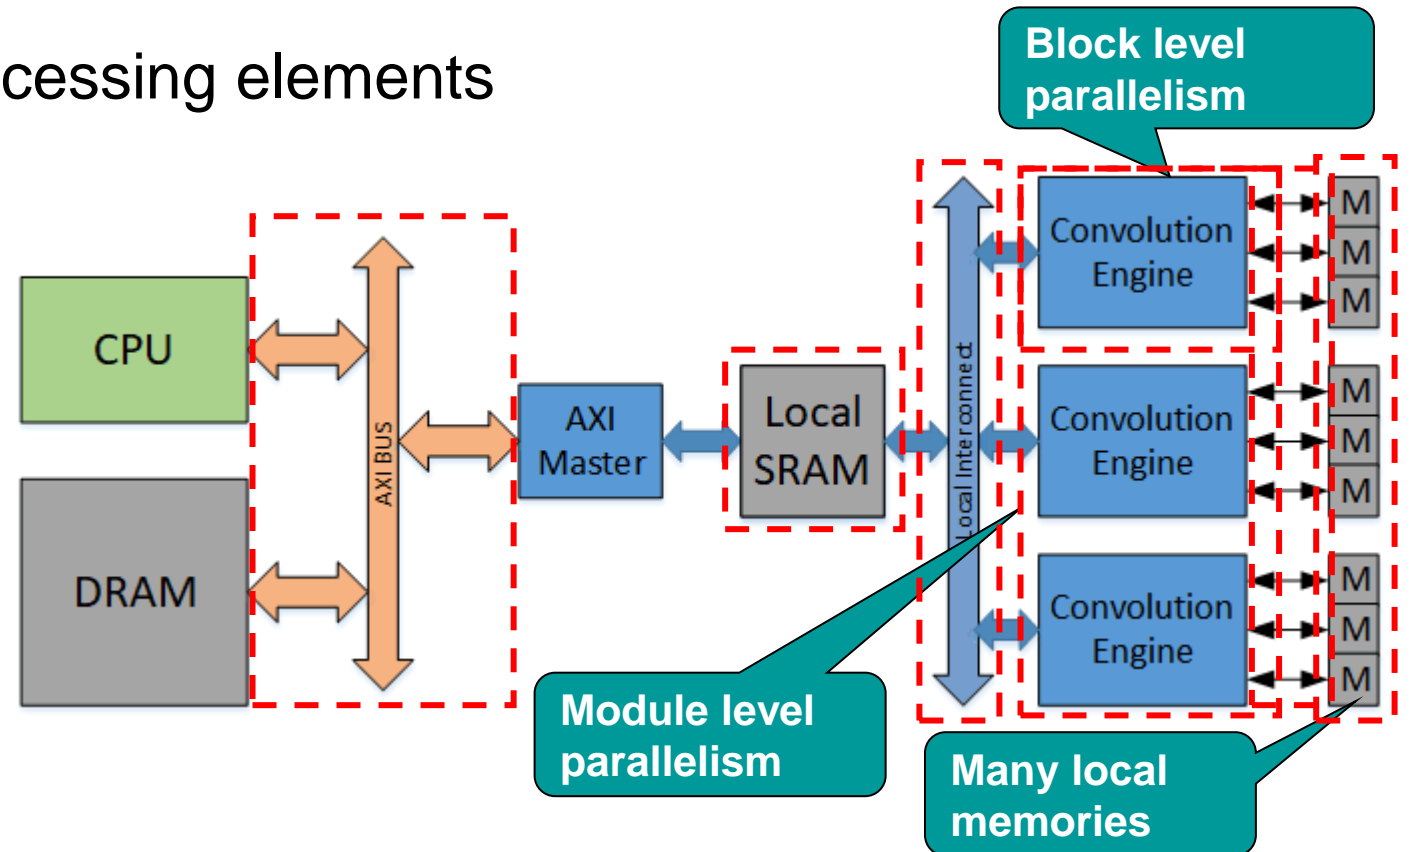 cessing elements
Block level
parallelism
CPU
DRAM
AXI BUS
AXI
Master
Local
SRAM
Local Interconnect
Convolution
Engine
M
M
M
Convolution
Engine
M
M
M
Convolution
Engine
M
M
M
Module level
parallelism
Many local
memories